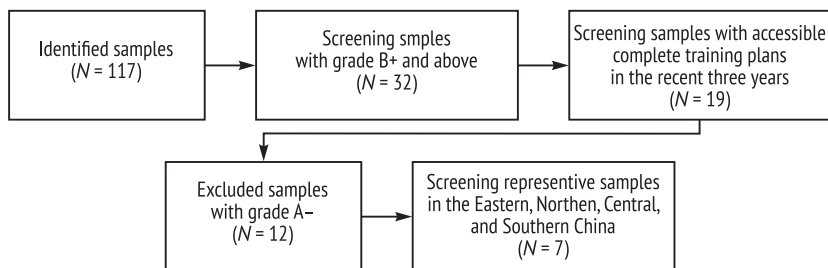 Identified samples
(N = 117)
Screening smples
with grade B+ and above
(N = 32)
Screening samples with accessible
complete training plans
in the recent three years
(N = 19)
Excluded samples
with grade A–
(N = 12)
Screening representive samples
in the Eastern, Northen, Central,
and Southern China
(N = 7)